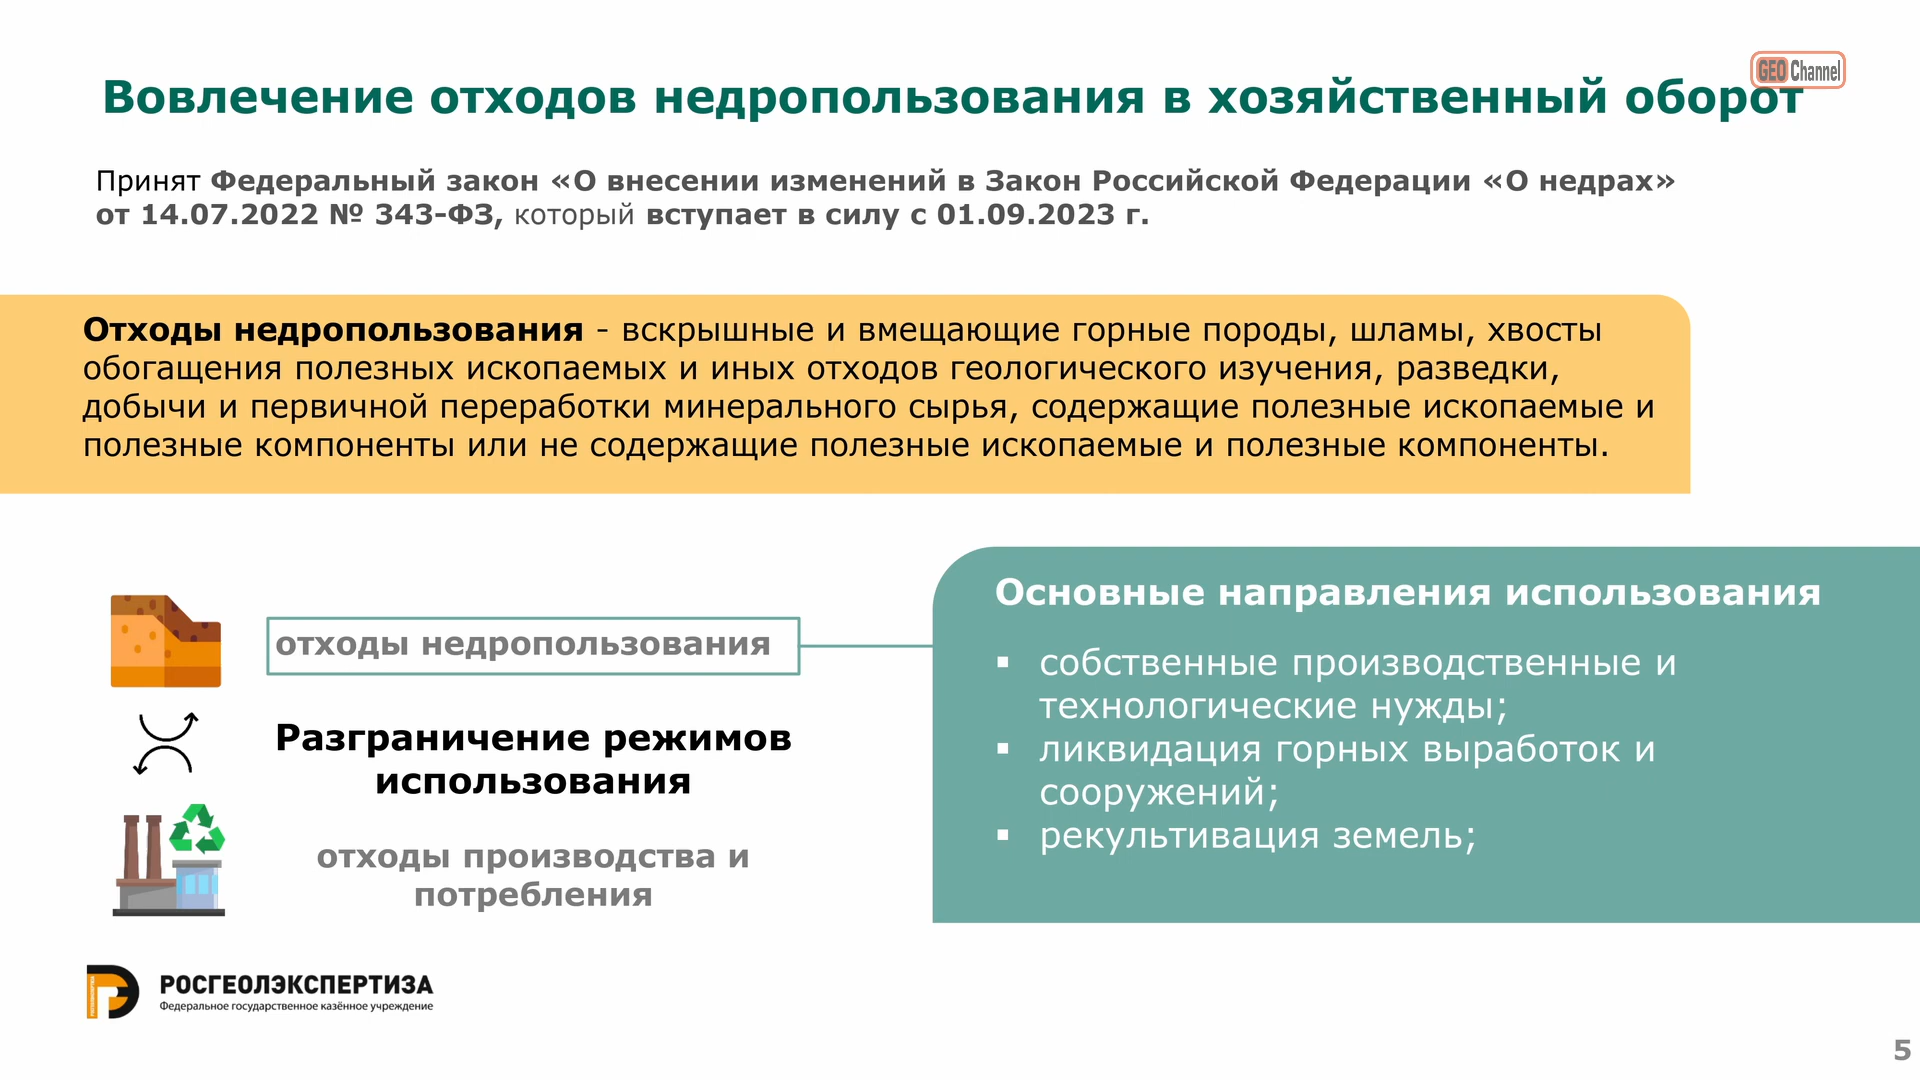 GEO Channel
Вовлечение отходов недропользования в хозяйственный оборот
Принят Федеральный закон «О внесении изменений в Закон Российской Федерации «О недрах»
от 14.07.2022 № 343-ФЗ, который вступает в силу с 01.09.2023 г.
Отходы недропользования - вскрышные и вмещающие горные породы, шламы, хвосты
обогащения полезных ископаемых и иных отходов геологического изучения, разведки,
добычи и первичной переработки минерального сырья, содержащие полезные ископаемые и
полезные компоненты или не содержащие полезные ископаемые и полезные компоненты.
отходы недропользования
Разграничение режимов
использования
отходы производства и
потребления
Основные направления использования
▪ собственные производственные и
технологические нужды;
▪ ликвидация горных выработок и
сооружений;
▪ рекультивация земель;
РОСГЕОЛЭКСПЕРТИЗА
Федеральное государственное казённое учреждение
5